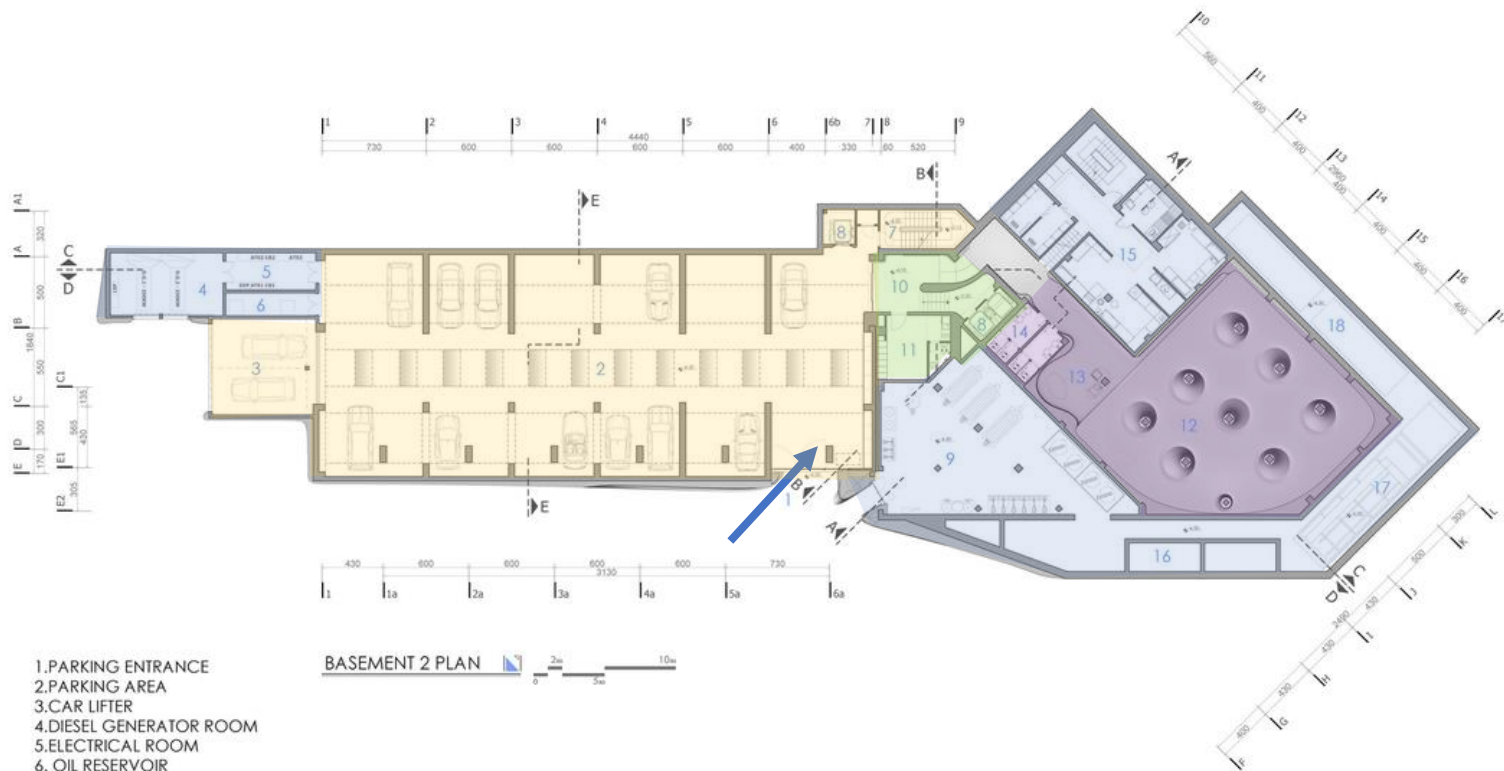 10
560
11
400
12
400
13
2960
400
14
400
15
400
16
400
1 2 3 4 5 6 6b 7 8 9
4440
730 600 600 600 600 400 330 60 520
B
A
E
A1
320
A
C
D
500
B
1840
550
C1
135
C
565
300
430
D
170
E1
E
305
E2
8
7
5
4
6
10
15
18
3
2
8
14
11
13
12
9
17
1
B
A
E
16
C
D
L
300
K
500
J
430
2490
I
430
H
430
G
400
F
430 600 600 600 600 730
3130
1 1a 2a 3a 4a 5a 6a
BASEMENT 2 PLAN
0 2 5 10
1.PARKING ENTRANCE
2.PARKING AREA
3.CAR LIFTER
4.DIESEL GENERATOR ROOM
5.ELECTRICAL ROOM
6. OIL RESERVOIR